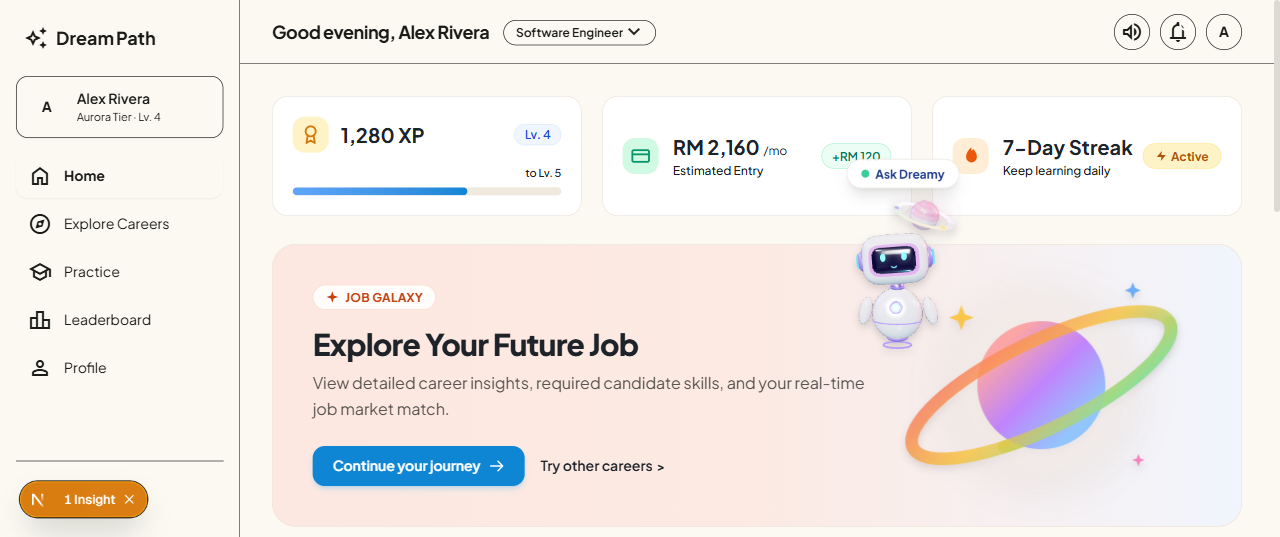 Dream Path
A
Alex Rivera
Aurora Tier · Lv. 4
Home
Explore Careers
Practice
Leaderboard
Profile
N 1 Insight ×
Good evening, Alex Rivera
Software Engineer
A
1,280 XP
Lv. 4
to Lv. 5
RM 2,160 /mo
Estimated Entry
+RM 120
7-Day Streak
Keep learning daily
Active
Ask Dreamy
JOB GALAXY
Explore Your Future Job
View detailed career insights, required candidate skills, and your real-time
job market match.
Continue your journey →
Try other careers >